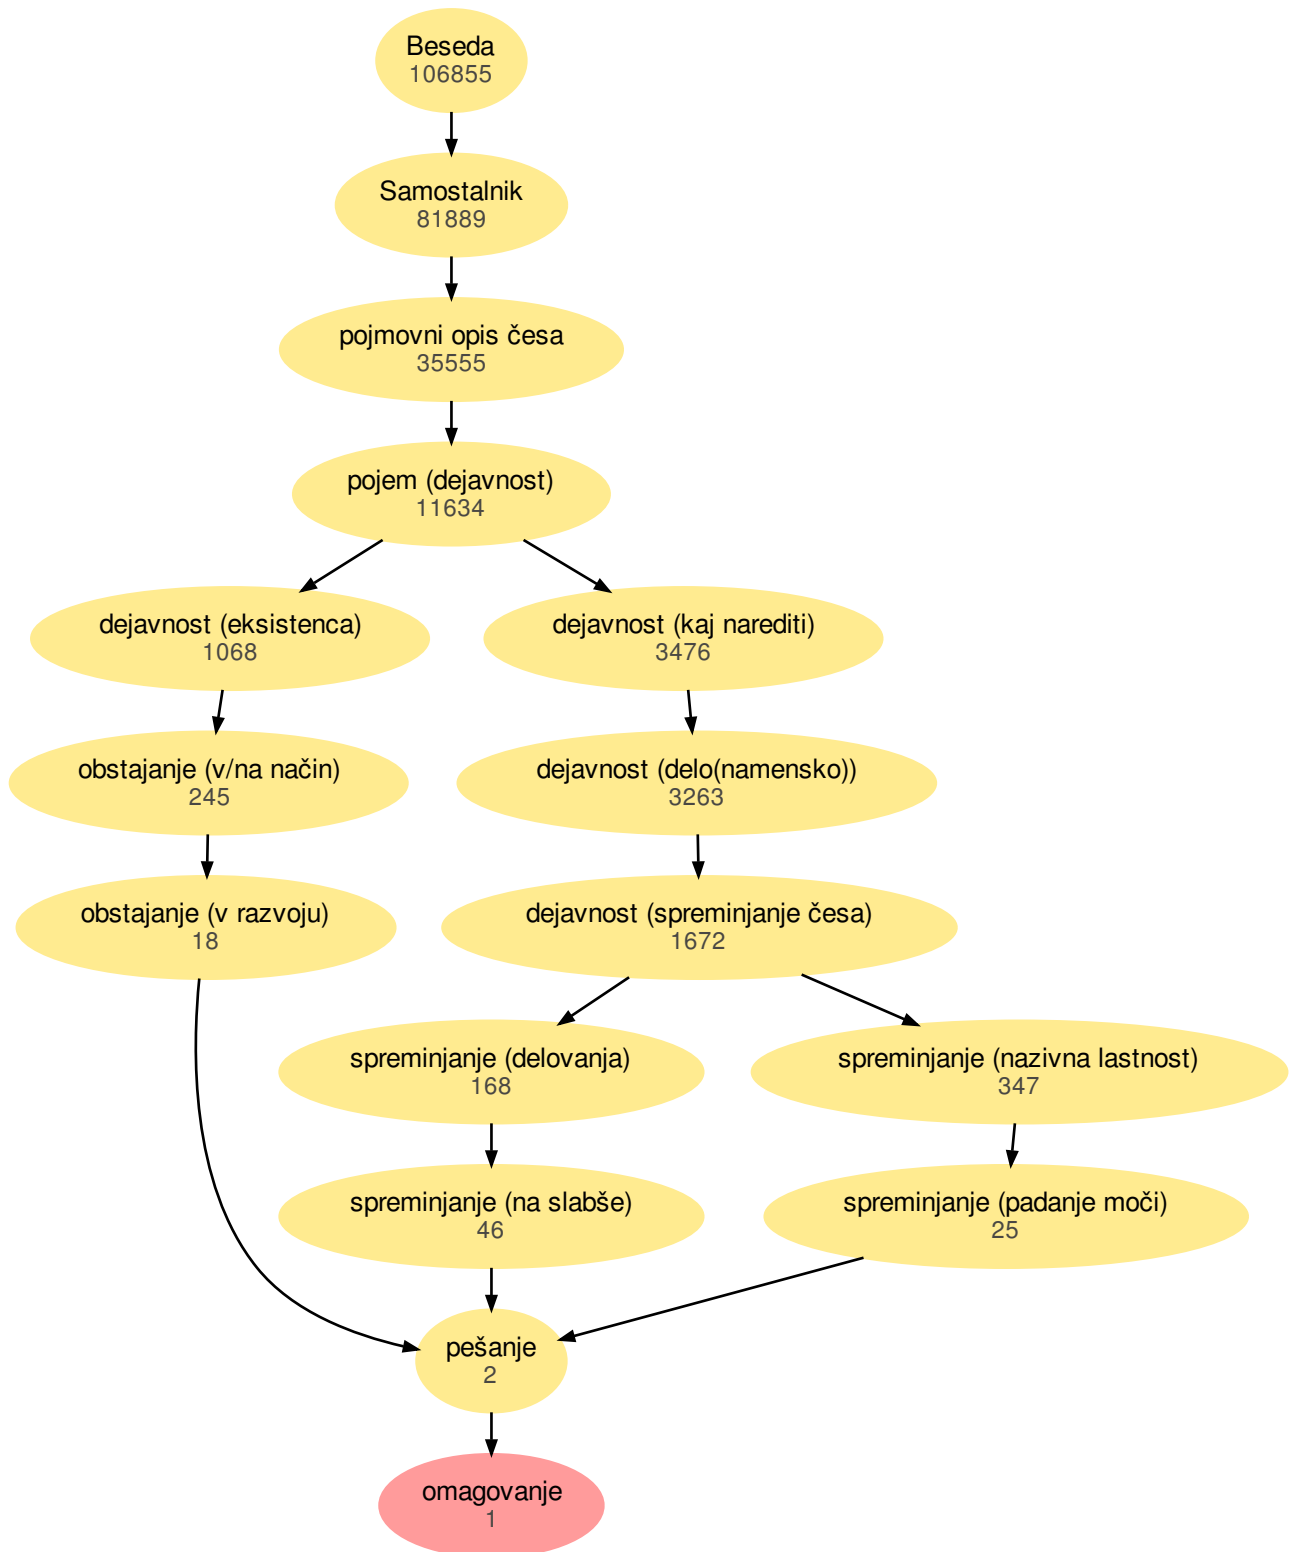 Beseda
106855
Samostalnik
81889
pojmovni opis česa
35555
pojem (dejavnost)
11634
dejavnost (eksistenca)
1068
dejavnost (kaj narediti)
3476
obstajanje (v/na način)
245
dejavnost (delo(namensko))
3263
obstajanje (v razvoju)
18
dejavnost (spreminjanje česa)
1672
spreminjanje (delovanja)
168
spreminjanje (nazivna lastnost)
347
spreminjanje (na slabše)
46
spreminjanje (padanje moči)
25
pešanje
2
omagovanje
1